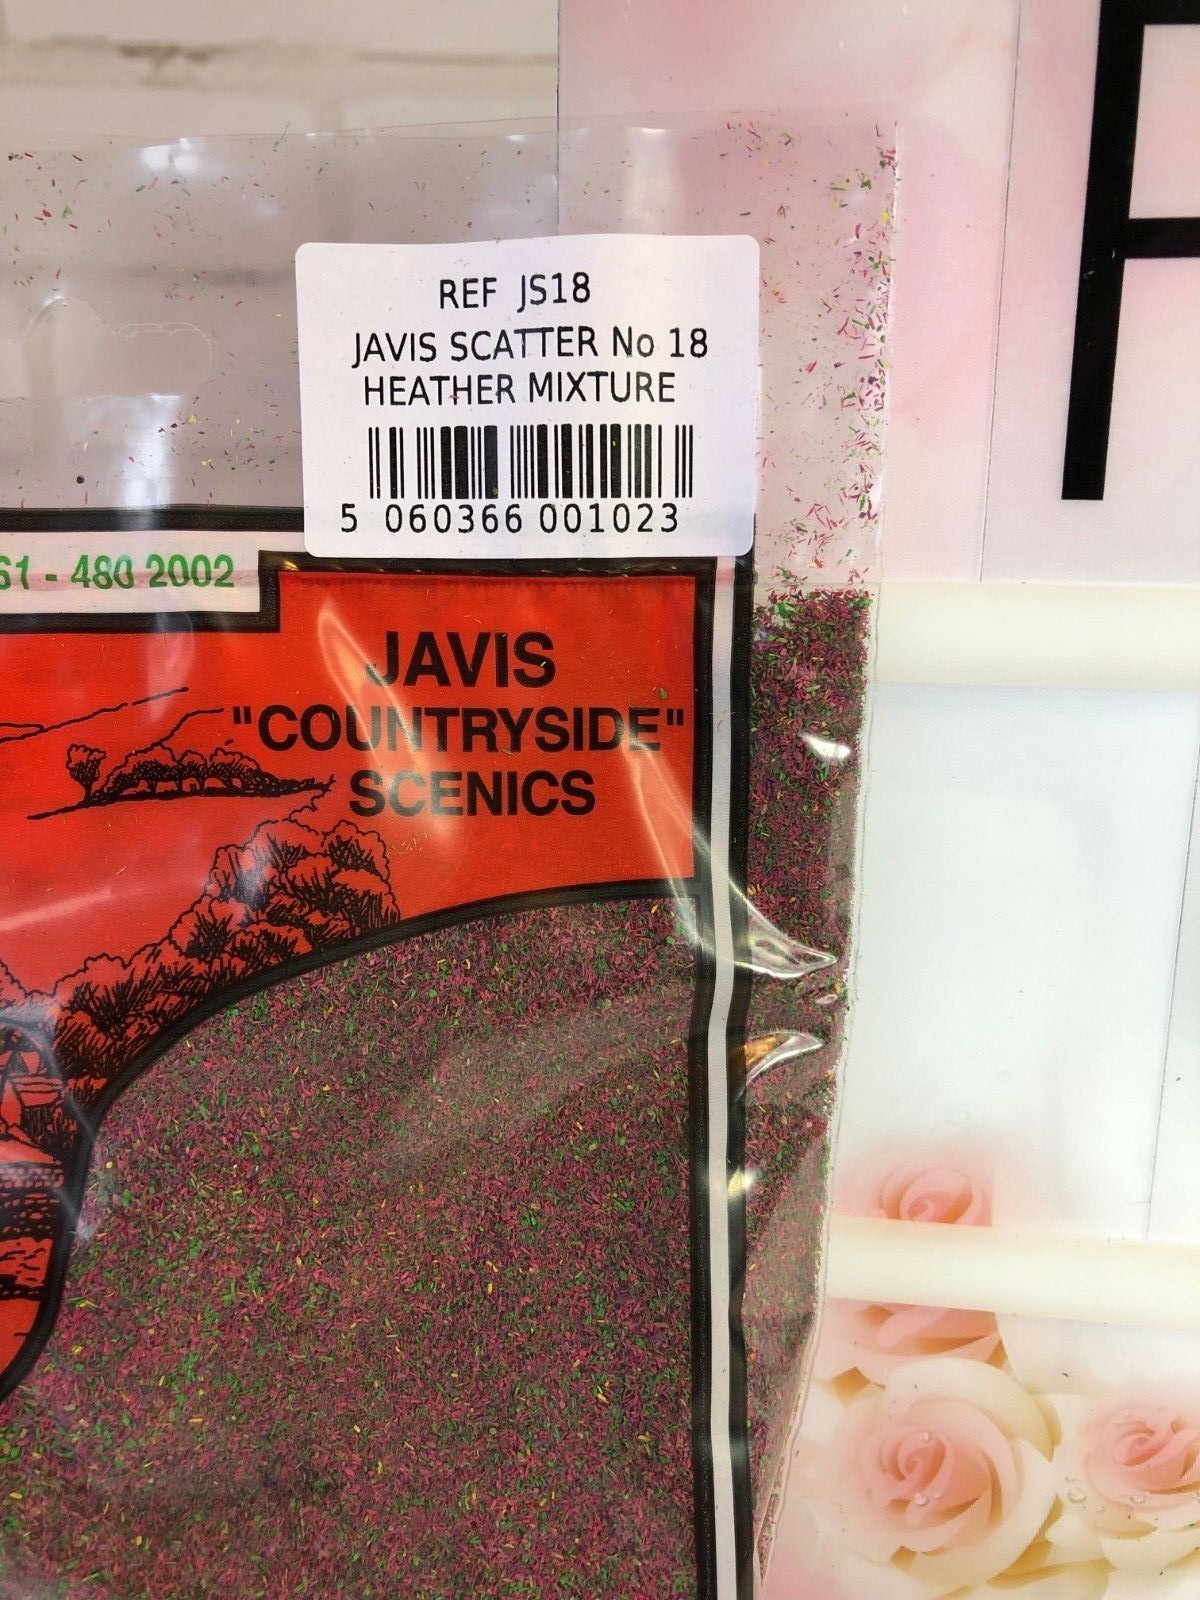 REF JS18
JAVIS SCATTER No 18
HEATHER MIXTURE
5 060366 001023
61 - 480 2002
JAVIS
"COUNTRYSIDE"
SCENICS